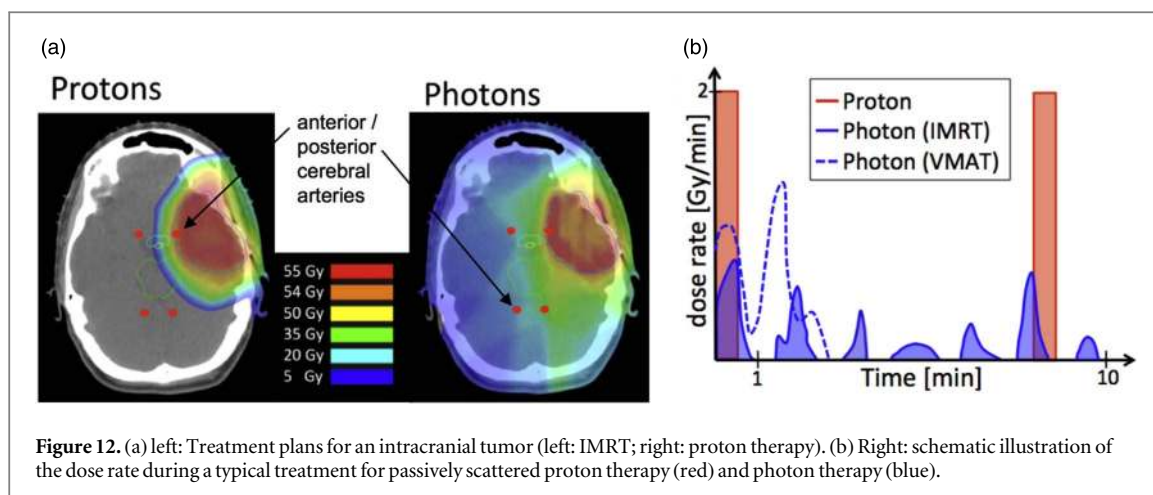 (a)
Protons
Photons
anterior /
posterior
cerebral
arteries
55 Gy
54 Gy
50 Gy
35 Gy
20 Gy
5 Gy
(b)
2
dose rate [Gy/min]
Proton
Photon (IMRT)
Photon (VMAT)
1
Time [min]
10
Figure 12. (a) left: Treatment plans for an intracranial tumor (left: IMRT; right: proton therapy). (b) Right: schematic illustration of
the dose rate during a typical treatment for passively scattered proton therapy (red) and photon therapy (blue).